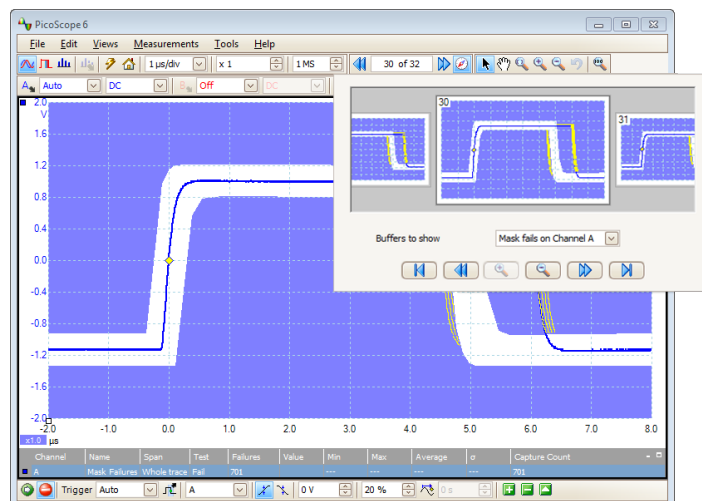 PicoScope 6
File Edit Views Measurements Tools Help
1 µs/div x 1 1 MS 30 of 32
A Auto DC B Off DC
30
31
Buffers to show Mask fails on Channel A
2.0
V
1.6
1.2
0.8
0.4
0.0
-0.4
-0.8
-1.2
-1.6
-2.0
-2.0 -1.0 0.0 1.0 2.0 3.0 4.0 5.0 6.0 7.0 8.0
x1.0 µs
Channel Name Span Test Failures Value Min Max Average σ Capture Count
A Mask Failures Whole trace Fail 701 --- --- --- --- 701
Trigger Auto A 0 V 20 % 0 s